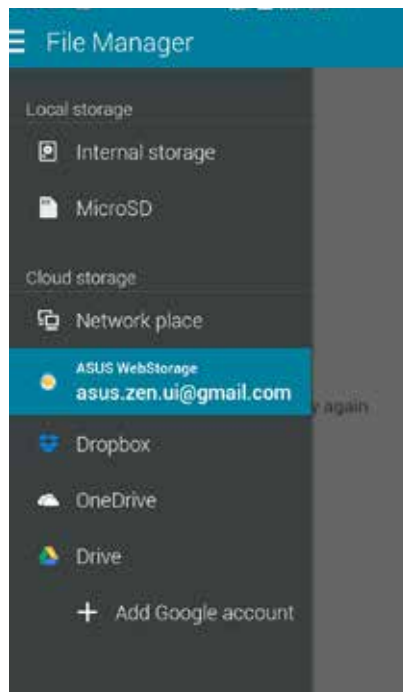 File Manager
Local storage
Internal storage
MicroSD
Cloud storage
Network place
ASUS WebStorage
asus.zen.ui@gmail.com
again
Dropbox
OneDrive
Drive
+ Add Google account